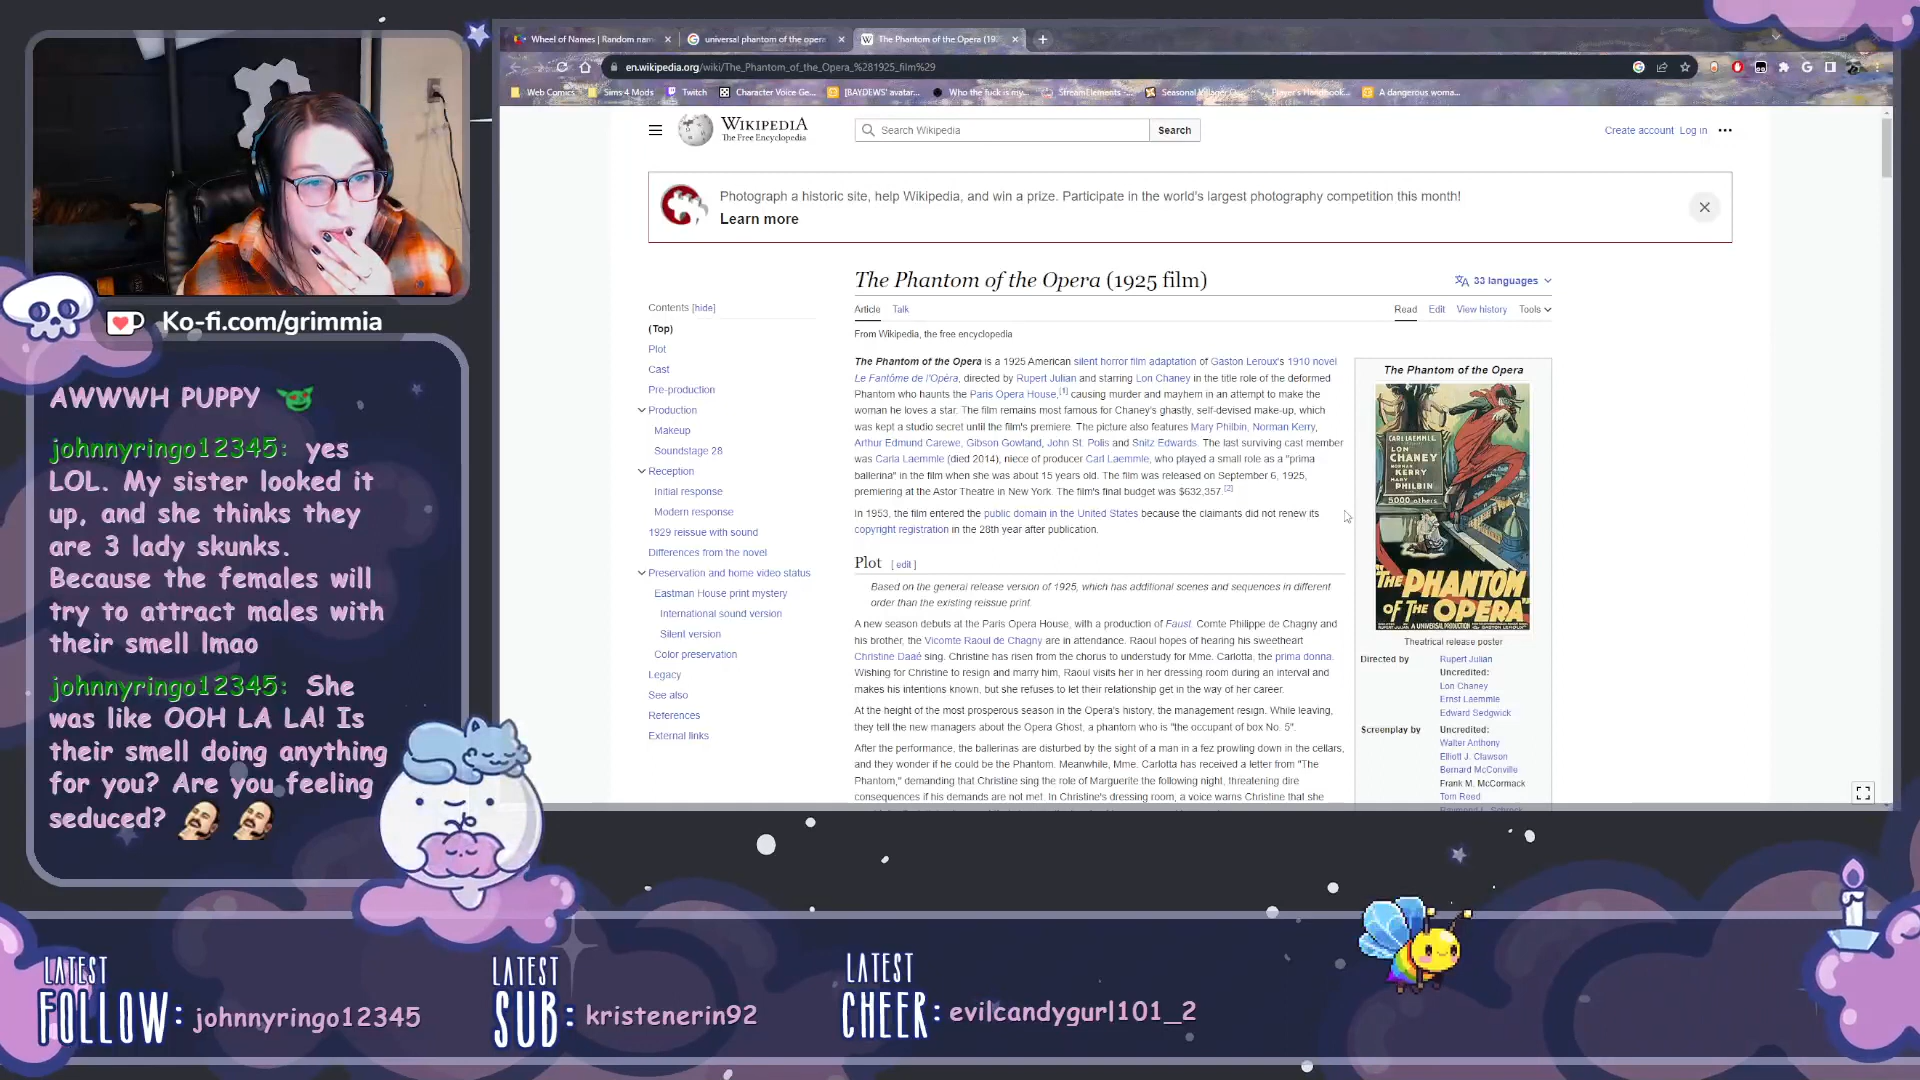 Wheel of Names | Random nam
universal phantom of the opera
The Phantom of the Opera (192
en.wikipedia.org/wiki/The_Phantom_of_the_Opera_%281925_film%29
Web Comics
Sims 4 Mods
Twitch
Character Voice Ge...
[BAYDEWS' avatar...
Who the fuck is my...
StreamElements -...
Seasonal Villager O...
Player's Handbook...
A dangerous woma...
WIKIPEDIA
The Free Encyclopedia
Search Wikipedia
Search
Create account Log in
Photograph a historic site, help Wikipedia, and win a prize. Participate in the world's largest photography competition this month!
Learn more
The Phantom of the Opera (1925 film)
33 languages
Contents [hide]
(Top)
Plot
Cast
Pre-production
Production
Makeup
Soundstage 28
Reception
Initial response
Modern response
1929 reissue with sound
Differences from the novel
Preservation and home video status
Eastman House print mystery
International sound version
Silent version
Color preservation
Legacy
See also
References
External links
Article Talk
Read Edit View history Tools
From Wikipedia, the free encyclopedia
The Phantom of the Opera is a 1925 American silent horror film adaptation of Gaston Leroux's 1910 novel
Le Fantôme de l'Opéra, directed by Rupert Julian and starring Lon Chaney in the title role of the deformed
Phantom who haunts the Paris Opera House,[1] causing murder and mayhem in an attempt to make the
woman he loves a star. The film remains most famous for Chaney's ghastly, self-devised make-up, which
was kept a studio secret until the film's premiere. The picture also features Mary Philbin, Norman Kerry,
Arthur Edmund Carewe, Gibson Gowland, John St. Polis and Snitz Edwards. The last surviving cast member
was Carla Laemmle (died 2014), niece of producer Carl Laemmle, who played a small role as a "prima
ballerina" in the film when she was about 15 years old. The film was released on September 6, 1925,
premiering at the Astor Theatre in New York. The film's final budget was $632,357.[2]
In 1953, the film entered the public domain in the United States because the claimants did not renew its
copyright registration in the 28th year after publication.
Plot [ edit ]
Based on the general release version of 1925, which has additional scenes and sequences in different
order than the existing reissue print.
A new season debuts at the Paris Opera House, with a production of Faust. Comte Philippe de Chagny and
his brother, the Vicomte Raoul de Chagny are in attendance. Raoul hopes of hearing his sweetheart
Christine Daaé sing. Christine has risen from the chorus to understudy for Mme. Carlotta, the prima donna.
Wishing for Christine to resign and marry him, Raoul visits her in her dressing room during an interval and
makes his intentions known, but she refuses to let their relationship get in the way of her career.
At the height of the most prosperous season in the Opera's history, the management resign. While leaving,
they tell the new managers about the Opera Ghost, a phantom who is "the occupant of box No. 5".
After the performance, the ballerinas are disturbed by the sight of a man in a fez prowling down in the cellars,
and they wonder if he could be the Phantom. Meanwhile, Mme. Carlotta has received a letter from "The
Phantom," demanding that Christine sing the role of Marguerite the following night, threatening dire
consequences if his demands are not met. In Christine's dressing room, a voice warns Christine that she
The Phantom of the Opera
CARL LAEMMLE
LON
CHANEY
NORMAN
KERRY
MARY
PHILBIN
5000 others
THE PHANTOM
OF THE OPERA
Theatrical release poster
Directed by
Rupert Julian
Uncredited:
Lon Chaney
Ernst Laemmle
Edward Sedgwick
Screenplay by
Uncredited:
Walter Anthony
Elliott J. Clawson
Bernard McConville
Frank M. McCormack
Tom Reed
Ko-fi.com/grimmia
AWWWH PUPPY
johnnyringo12345: yes
LOL. My sister looked it
up, and she thinks they
are 3 lady skunks.
Because the females will
try to attract males with
their smell lmao
johnnyringo12345: She
was like OOH LA LA! Is
their smell doing anything
for you? Are you feeling
seduced?
LATEST
FOLLOW: johnnyringo12345
LATEST
SUB: kristenerin92
LATEST
CHEER: evilcandygurl101_2